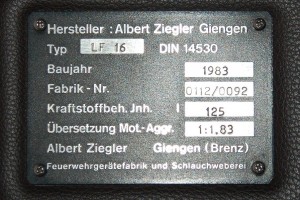 Hersteller : Albert Ziegler Giengen
Typ LF 16 DIN 14530
Baujahr 1983
Fabrik - Nr. 0112/0092
Kraftstoffbeh. Jnh. l 125
Übersetzung Mot.-Aggr. 1:1.83
Albert Ziegler Giengen (Brenz)
Feuerwehrgerätefabrik und Schlauchweberei